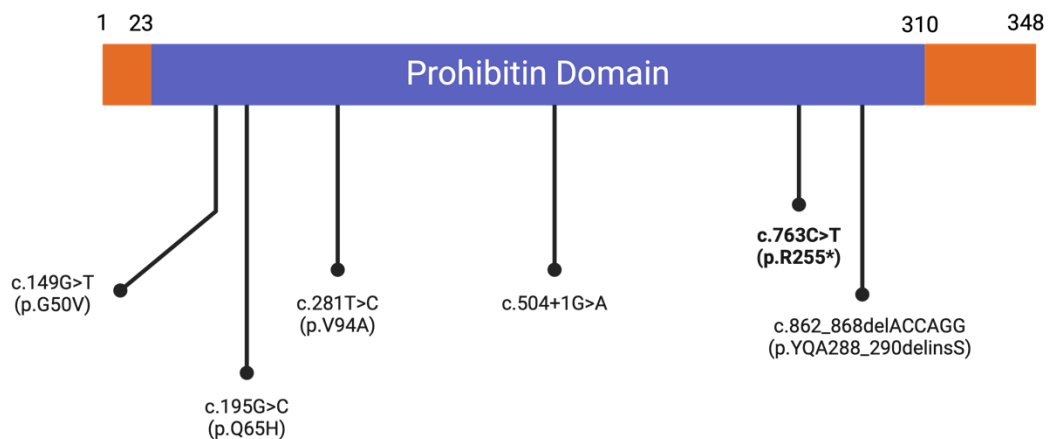 1 23 310 348
Prohibitin Domain
c.149G>T
(p.G50V)
c.195G>C
(p.Q65H)
c.281T>C
(p.V94A)
c.504+1G>A
c.763C>T
(p.R255*)
c.862_868delACCAGG
(p.YQA288_290delinsS)